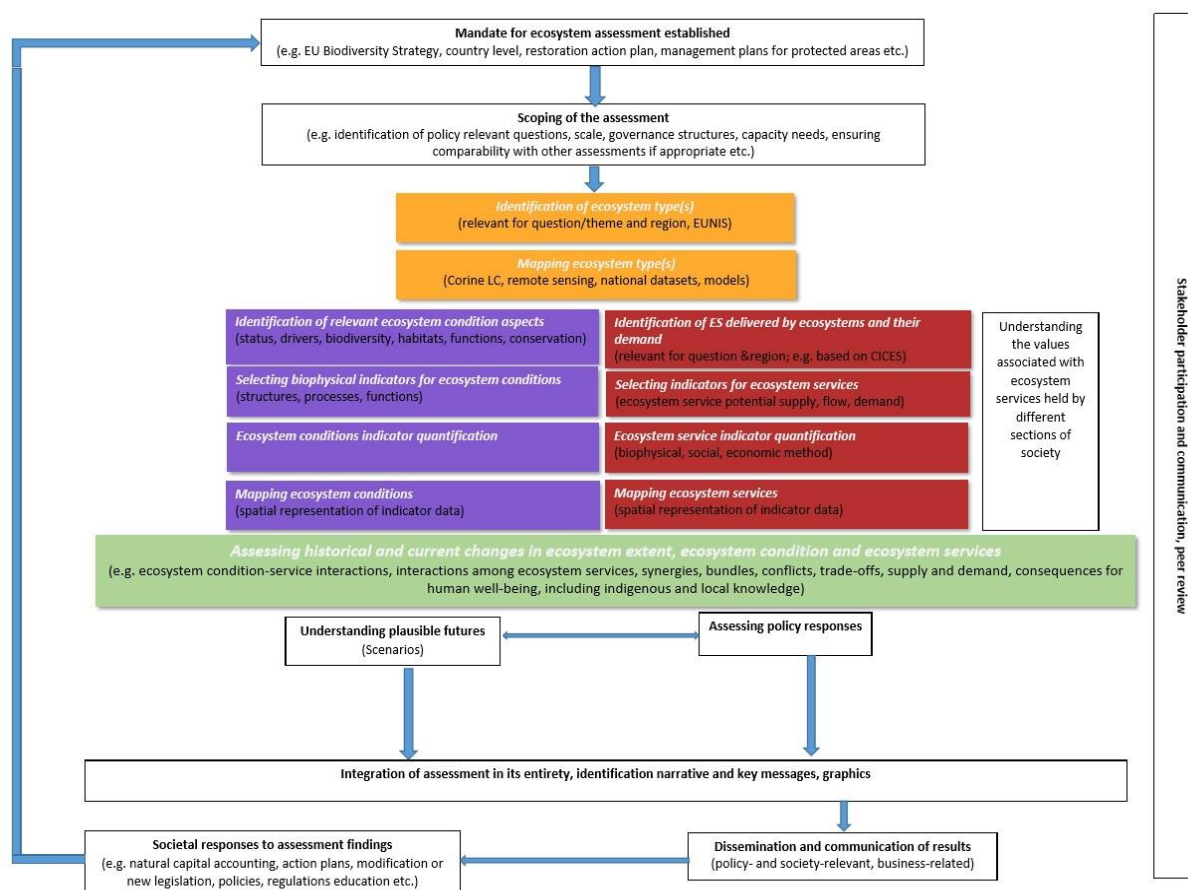 Mandate for ecosystem assessment established
(e.g. EU Biodiversity Strategy, country level, restoration action plan, management plans for protected areas etc.)
Scoping of the assessment
(e.g. identification of policy relevant questions, scale, governance structures, capacity needs, ensuring
comparability with other assessments if appropriate etc.)
Identification of ecosystem type(s)
(relevant for question/theme and region, EUNIS)
Mapping ecosystem type(s)
(Corine LC, remote sensing, national datasets, models)
Identification of relevant ecosystem condition aspects
(status, drivers, biodiversity, habitats, functions, conservation)
Selecting biophysical indicators for ecosystem conditions
(structures, processes, functions)
Ecosystem conditions indicator quantification
Mapping ecosystem conditions
(spatial representation of indicator data)
Identification of ES delivered by ecosystems and their
demand
(relevant for question &region; e.g. based on CICES)
Selecting indicators for ecosystem services
(ecosystem service potential supply, flow, demand)
Ecosystem service indicator quantification
(biophysical, social, economic method)
Mapping ecosystem services
(spatial representation of indicator data)
Understanding
the values
associated with
ecosystem
services held by
different
sections of
society
Assessing historical and current changes in ecosystem extent, ecosystem condition and ecosystem services
(e.g. ecosystem condition-service interactions, interactions among ecosystem services, synergies, bundles, conflicts, trade-offs, supply and demand, consequences for
human well-being, including indigenous and local knowledge)
Understanding plausible futures
(Scenarios)
Assessing policy responses
Integration of assessment in its entirety, identification narrative and key messages, graphics
Societal responses to assessment findings
(e.g. natural capital accounting, action plans, modification or
new legislation, policies, regulations education etc.)
Dissemination and communication of results
(policy- and society-relevant, business-related)
Stakeholder participation and communication, peer review